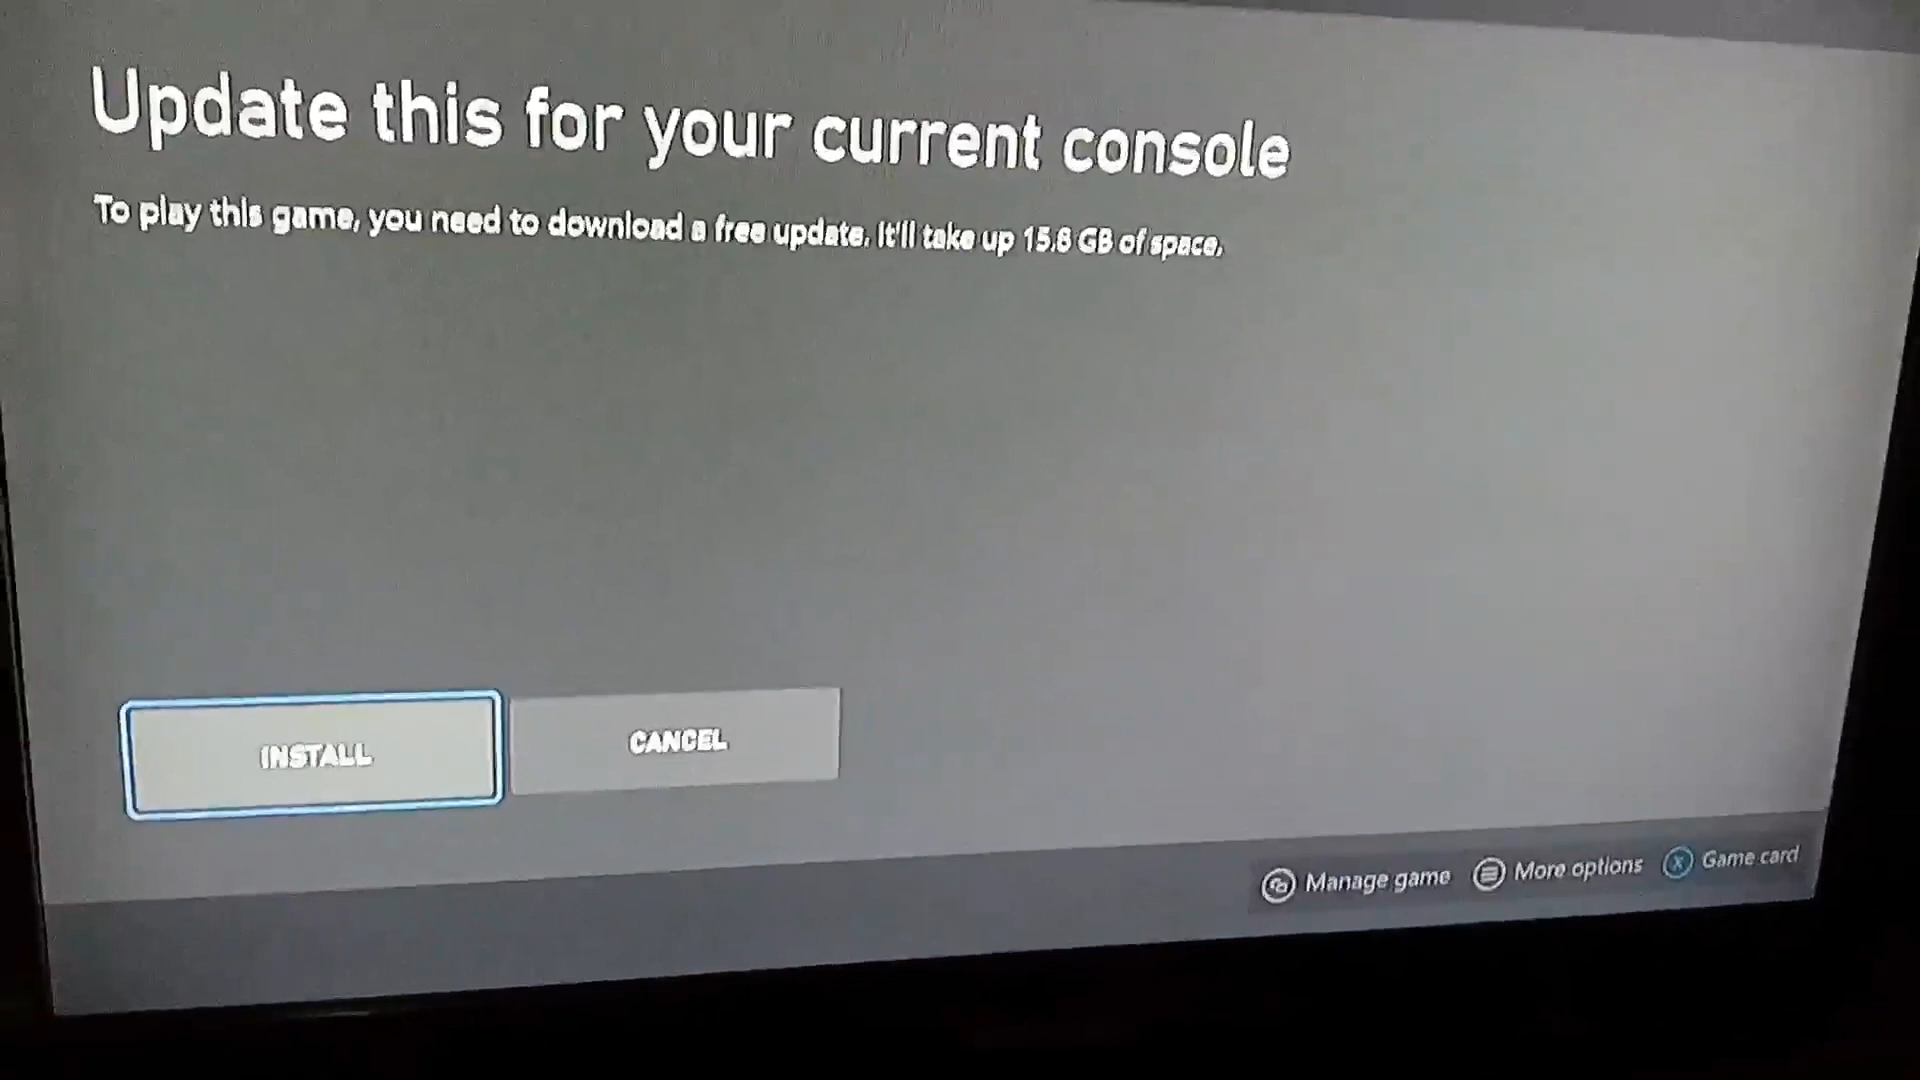 Update this for your current console
To play this game, you need to download a free update. It'll take up 15.8 GB of space.
INSTALL
CANCEL
Manage game
More options
X Game card